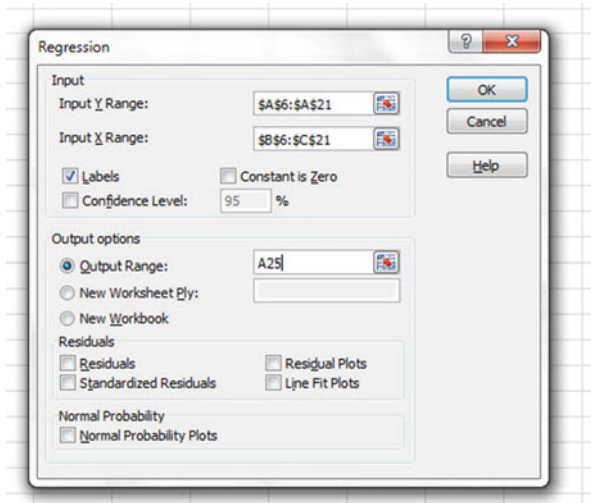 Regression
Input
Input Y Range: $A$6:$A$21
Input X Range: $B$6:$C$21
Labels Constant is Zero
Confidence Level: 95 %
OK
Cancel
Help
Output options
Output Range: A25
New Worksheet Ply:
New Workbook
Residuals
Residuals Residual Plots
Standardized Residuals Line Fit Plots
Normal Probability
Normal Probability Plots